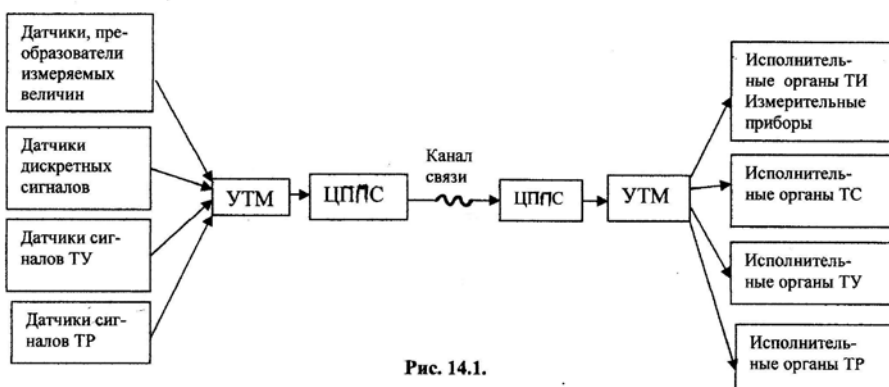 Датчики, пре-
образователи
измеряемых
величин
Датчики
дискретных
сигналов
Датчики сиг-
налов ТУ
Датчики сиг-
налов ТР
УТМ
ЦППС
Канал
связи
ЦППС
УТМ
Исполнитель-
ные органы ТИ
Измерительные
приборы
Исполнитель-
ные органы ТС
Исполнитель-
ные органы ТУ
Исполнитель-
ные органы ТР
Рис. 14.1.